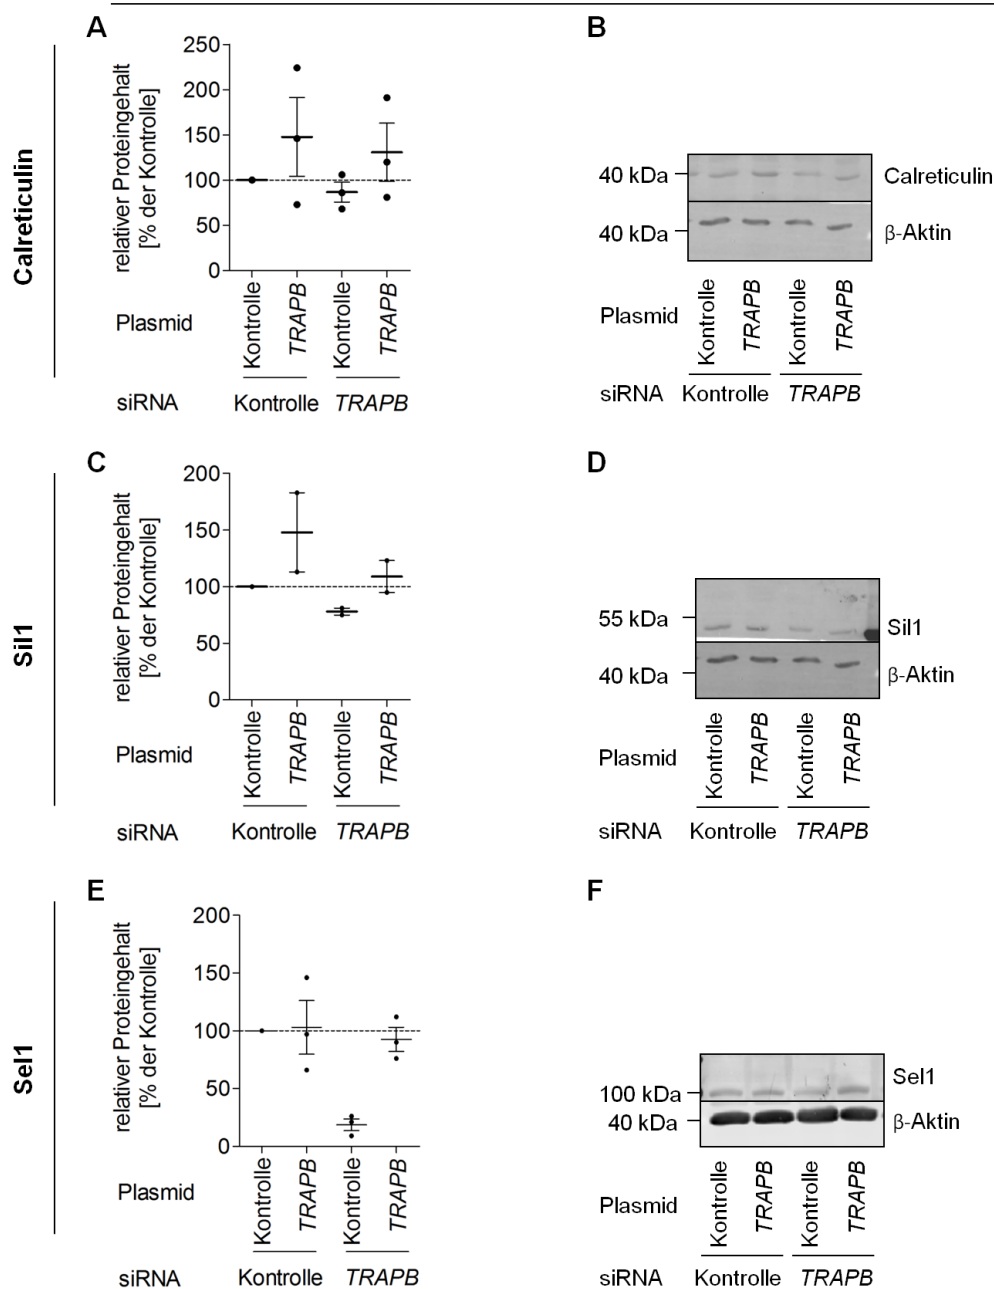 A
B
Calreticulin
relativer Proteingehalt
[% der Kontrolle]
250
200
150
100
50
0
Plasmid
Kontrolle
TRAPB
Kontrolle
TRAPB
siRNA
Kontrolle
TRAPB
40 kDa
Calreticulin
40 kDa
β-Aktin
Plasmid
Kontrolle
TRAPB
Kontrolle
TRAPB
siRNA
Kontrolle
TRAPB
C
D
Sil1
relativer Proteingehalt
[% der Kontrolle]
200
150
100
50
0
Plasmid
Kontrolle
TRAPB
Kontrolle
TRAPB
siRNA
Kontrolle
TRAPB
55 kDa
Sil1
40 kDa
β-Aktin
Plasmid
Kontrolle
TRAPB
Kontrolle
TRAPB
siRNA
Kontrolle
TRAPB
E
F
Sel1
relativer Proteingehalt
[% der Kontrolle]
200
150
100
50
0
Plasmid
Kontrolle
TRAPB
Kontrolle
TRAPB
siRNA
Kontrolle
TRAPB
Sel1
100 kDa
40 kDa
β-Aktin
Plasmid
Kontrolle
TRAPB
Kontrolle
TRAPB
siRNA
Kontrolle
TRAPB